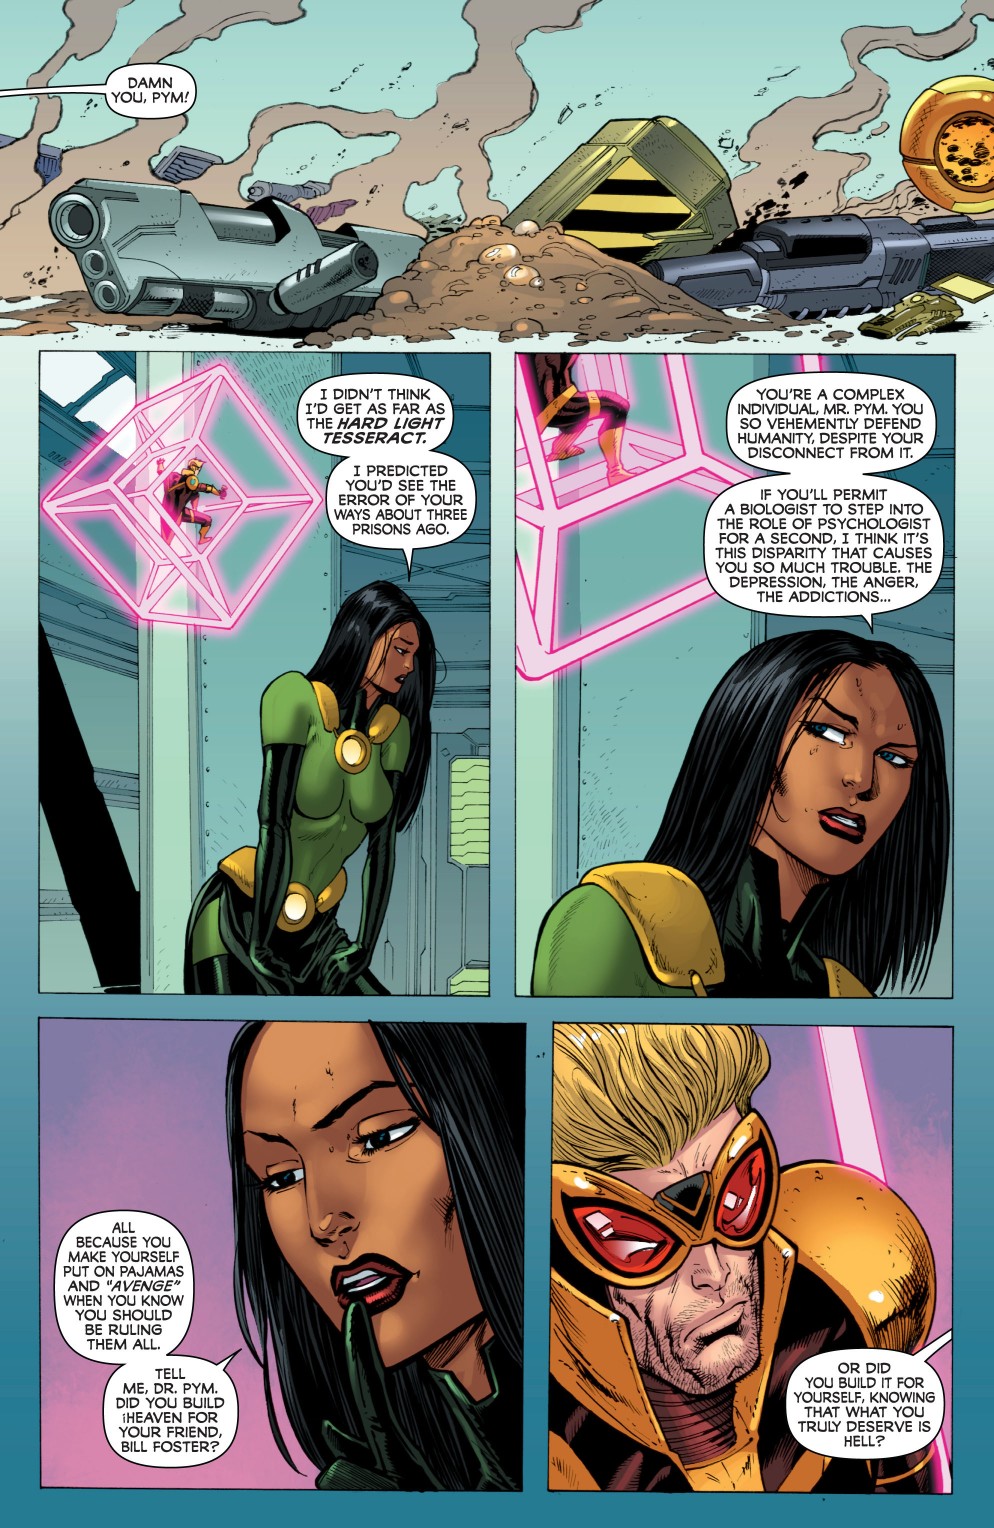 DAMN
YOU, PYM!
I DIDN'T THINK
I'D GET AS FAR AS
THE HARD LIGHT
TESSERACT.
I PREDICTED
YOU'D SEE THE
ERROR OF YOUR
WAYS ABOUT THREE
PRISONS AGO.
YOU'RE A COMPLEX
INDIVIDUAL, MR. PYM. YOU
SO VEHEMENTLY DEFEND
HUMANITY, DESPITE YOUR
DISCONNECT FROM IT.
IF YOU'LL PERMIT
A BIOLOGIST TO STEP INTO
THE ROLE OF PSYCHOLOGIST
FOR A SECOND, I THINK IT'S
THIS DISPARITY THAT CAUSES
YOU SO MUCH TROUBLE. THE
DEPRESSION, THE ANGER,
THE ADDICTIONS...
ALL
BECAUSE YOU
MAKE YOURSELF
PUT ON PAJAMAS
AND "AVENGE"
WHEN YOU KNOW
YOU SHOULD
BE RULING
THEM ALL.
TELL
ME, DR. PYM.
DID YOU BUILD
iHEAVEN FOR
YOUR FRIEND,
BILL FOSTER?
OR DID
YOU BUILD IT FOR
YOURSELF, KNOWING
THAT WHAT YOU
TRULY DESERVE IS
HELL?